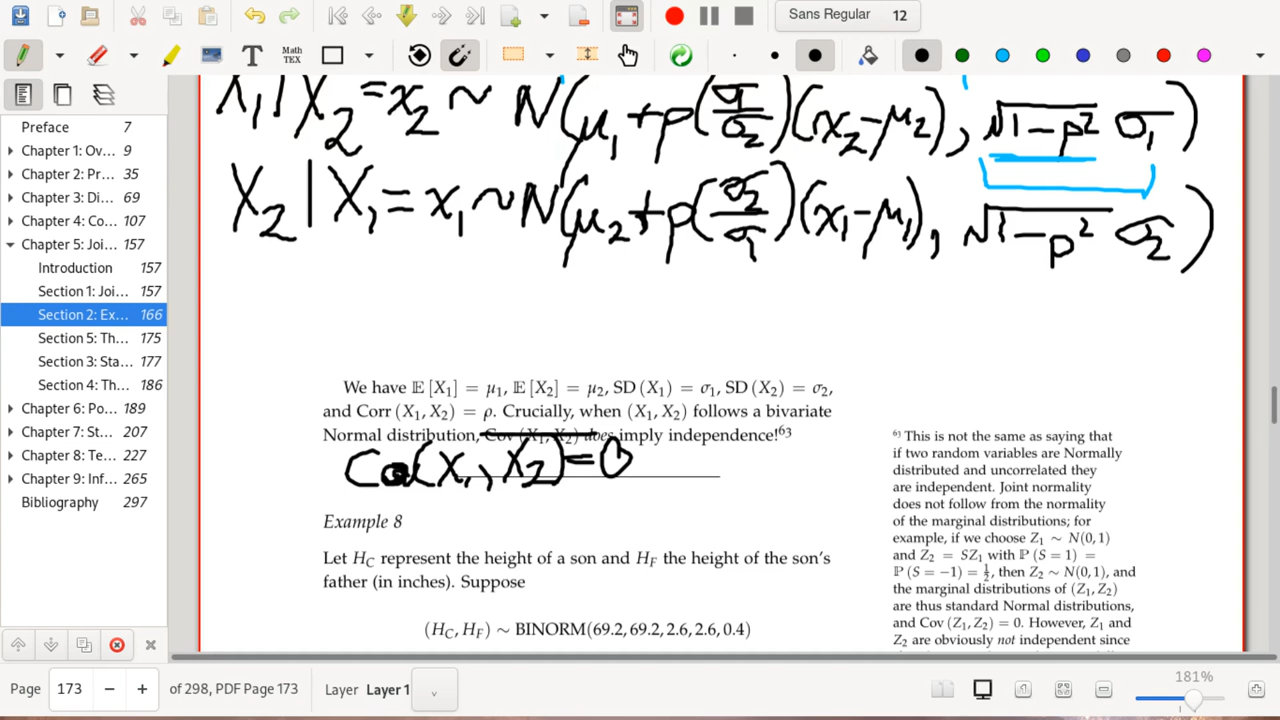 Sans Regular 12
T Math TEX
Preface 7
Chapter 1: Ov... 9
Chapter 2: Pr... 35
Chapter 3: Di... 69
Chapter 4: Co... 107
Chapter 5: Joi... 157
Introduction 157
Section 1: Joi... 157
Section 2: Ex... 166
Section 5: Th... 175
Section 3: Sta... 177
Section 4: Th... 186
Chapter 6: Po... 189
Chapter 7: St... 207
Chapter 8: Te... 227
Chapter 9: Inf... 265
Bibliography 297
X₁|X₂=x₂ ~ N(μ₁+ρ(σ₁/σ₂)(x₂-μ₂), √1-ρ² σ₁)
X₂|X₁=x₁ ~ N(μ₂+ρ(σ₂/σ₁)(x₁-μ₁), √1-ρ² σ₂)
We have 𝔼 [X₁] = μ₁, 𝔼 [X₂] = μ₂, SD (X₁) = σ₁, SD (X₂) = σ₂,
and Corr (X₁, X₂) = ρ. Crucially, when (X₁, X₂) follows a bivariate
Normal distribution, Cov (X₁, X₂) does imply independence!⁶³
(X₁, X₂)=0
Example 8
Let H_C represent the height of a son and H_F the height of the son's
father (in inches). Suppose
(H_C, H_F) ~ BINORM(69.2, 69.2, 2.6, 2.6, 0.4)
⁶³ This is not the same as saying that
if two random variables are Normally
distributed and uncorrelated they
are independent. Joint normality
does not follow from the normality
of the marginal distributions; for
example, if we choose Z₁ ~ N(0,1)
and Z₂ = SZ₁ with ℙ (S = 1) =
ℙ (S = −1) = ½, then Z₂ ~ N(0,1), and
the marginal distributions of (Z₁, Z₂)
are thus standard Normal distributions,
and Cov (Z₁, Z₂) = 0. However, Z₁ and
Z₂ are obviously not independent since
Page 173 − + of 298, PDF Page 173 Layer Layer 1 181%